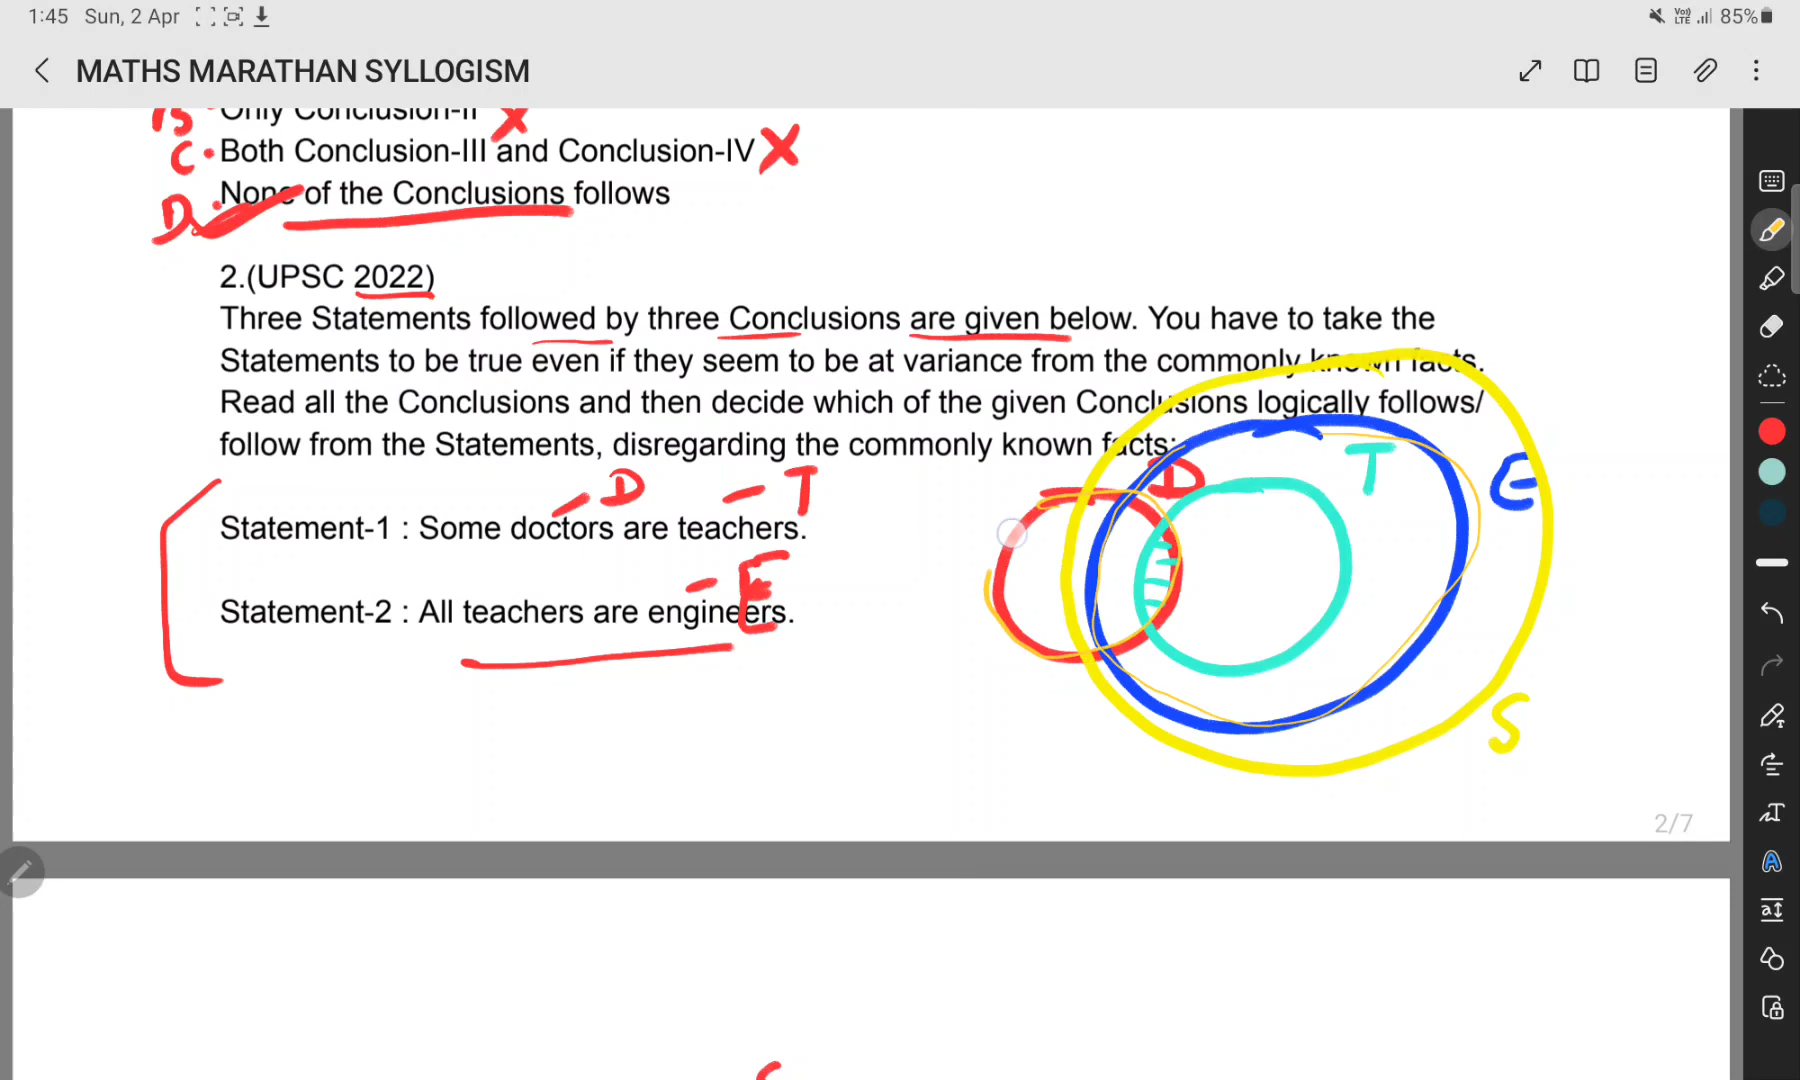 1:45 Sun, 2 Apr
VoD LTE 85%
MATHS MARATHAN SYLLOGISM
B Only Conclusion-II
C Both Conclusion-III and Conclusion-IV
D None of the Conclusions follows
2.(UPSC 2022)
Three Statements followed by three Conclusions are given below. You have to take the
Statements to be true even if they seem to be at variance from the commonly known facts.
Read all the Conclusions and then decide which of the given Conclusions logically follows/
follow from the Statements, disregarding the commonly known facts:
D T
Statement-1 : Some doctors are teachers.
E
Statement-2 : All teachers are engineers.
D T E
S
2/7